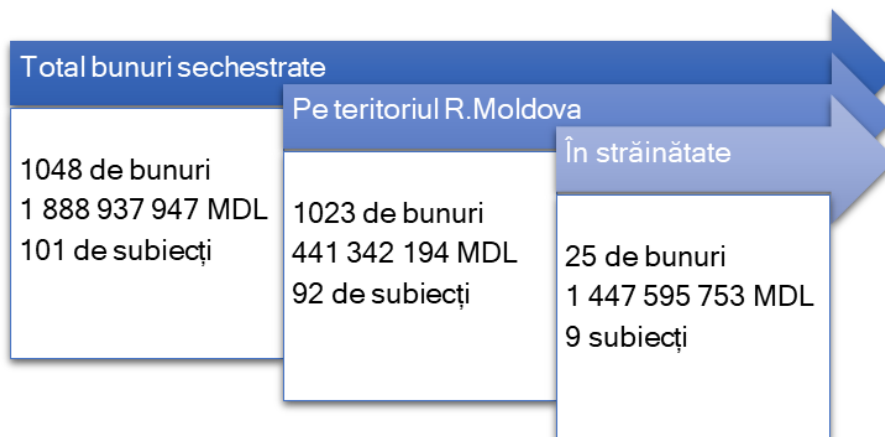 Total bunuri sechestrate
1048 de bunuri
1 888 937 947 MDL
101 de subiecți
Pe teritoriul R.Moldova
1023 de bunuri
441 342 194 MDL
92 de subiecți
În străinătate
25 de bunuri
1 447 595 753 MDL
9 subiecți